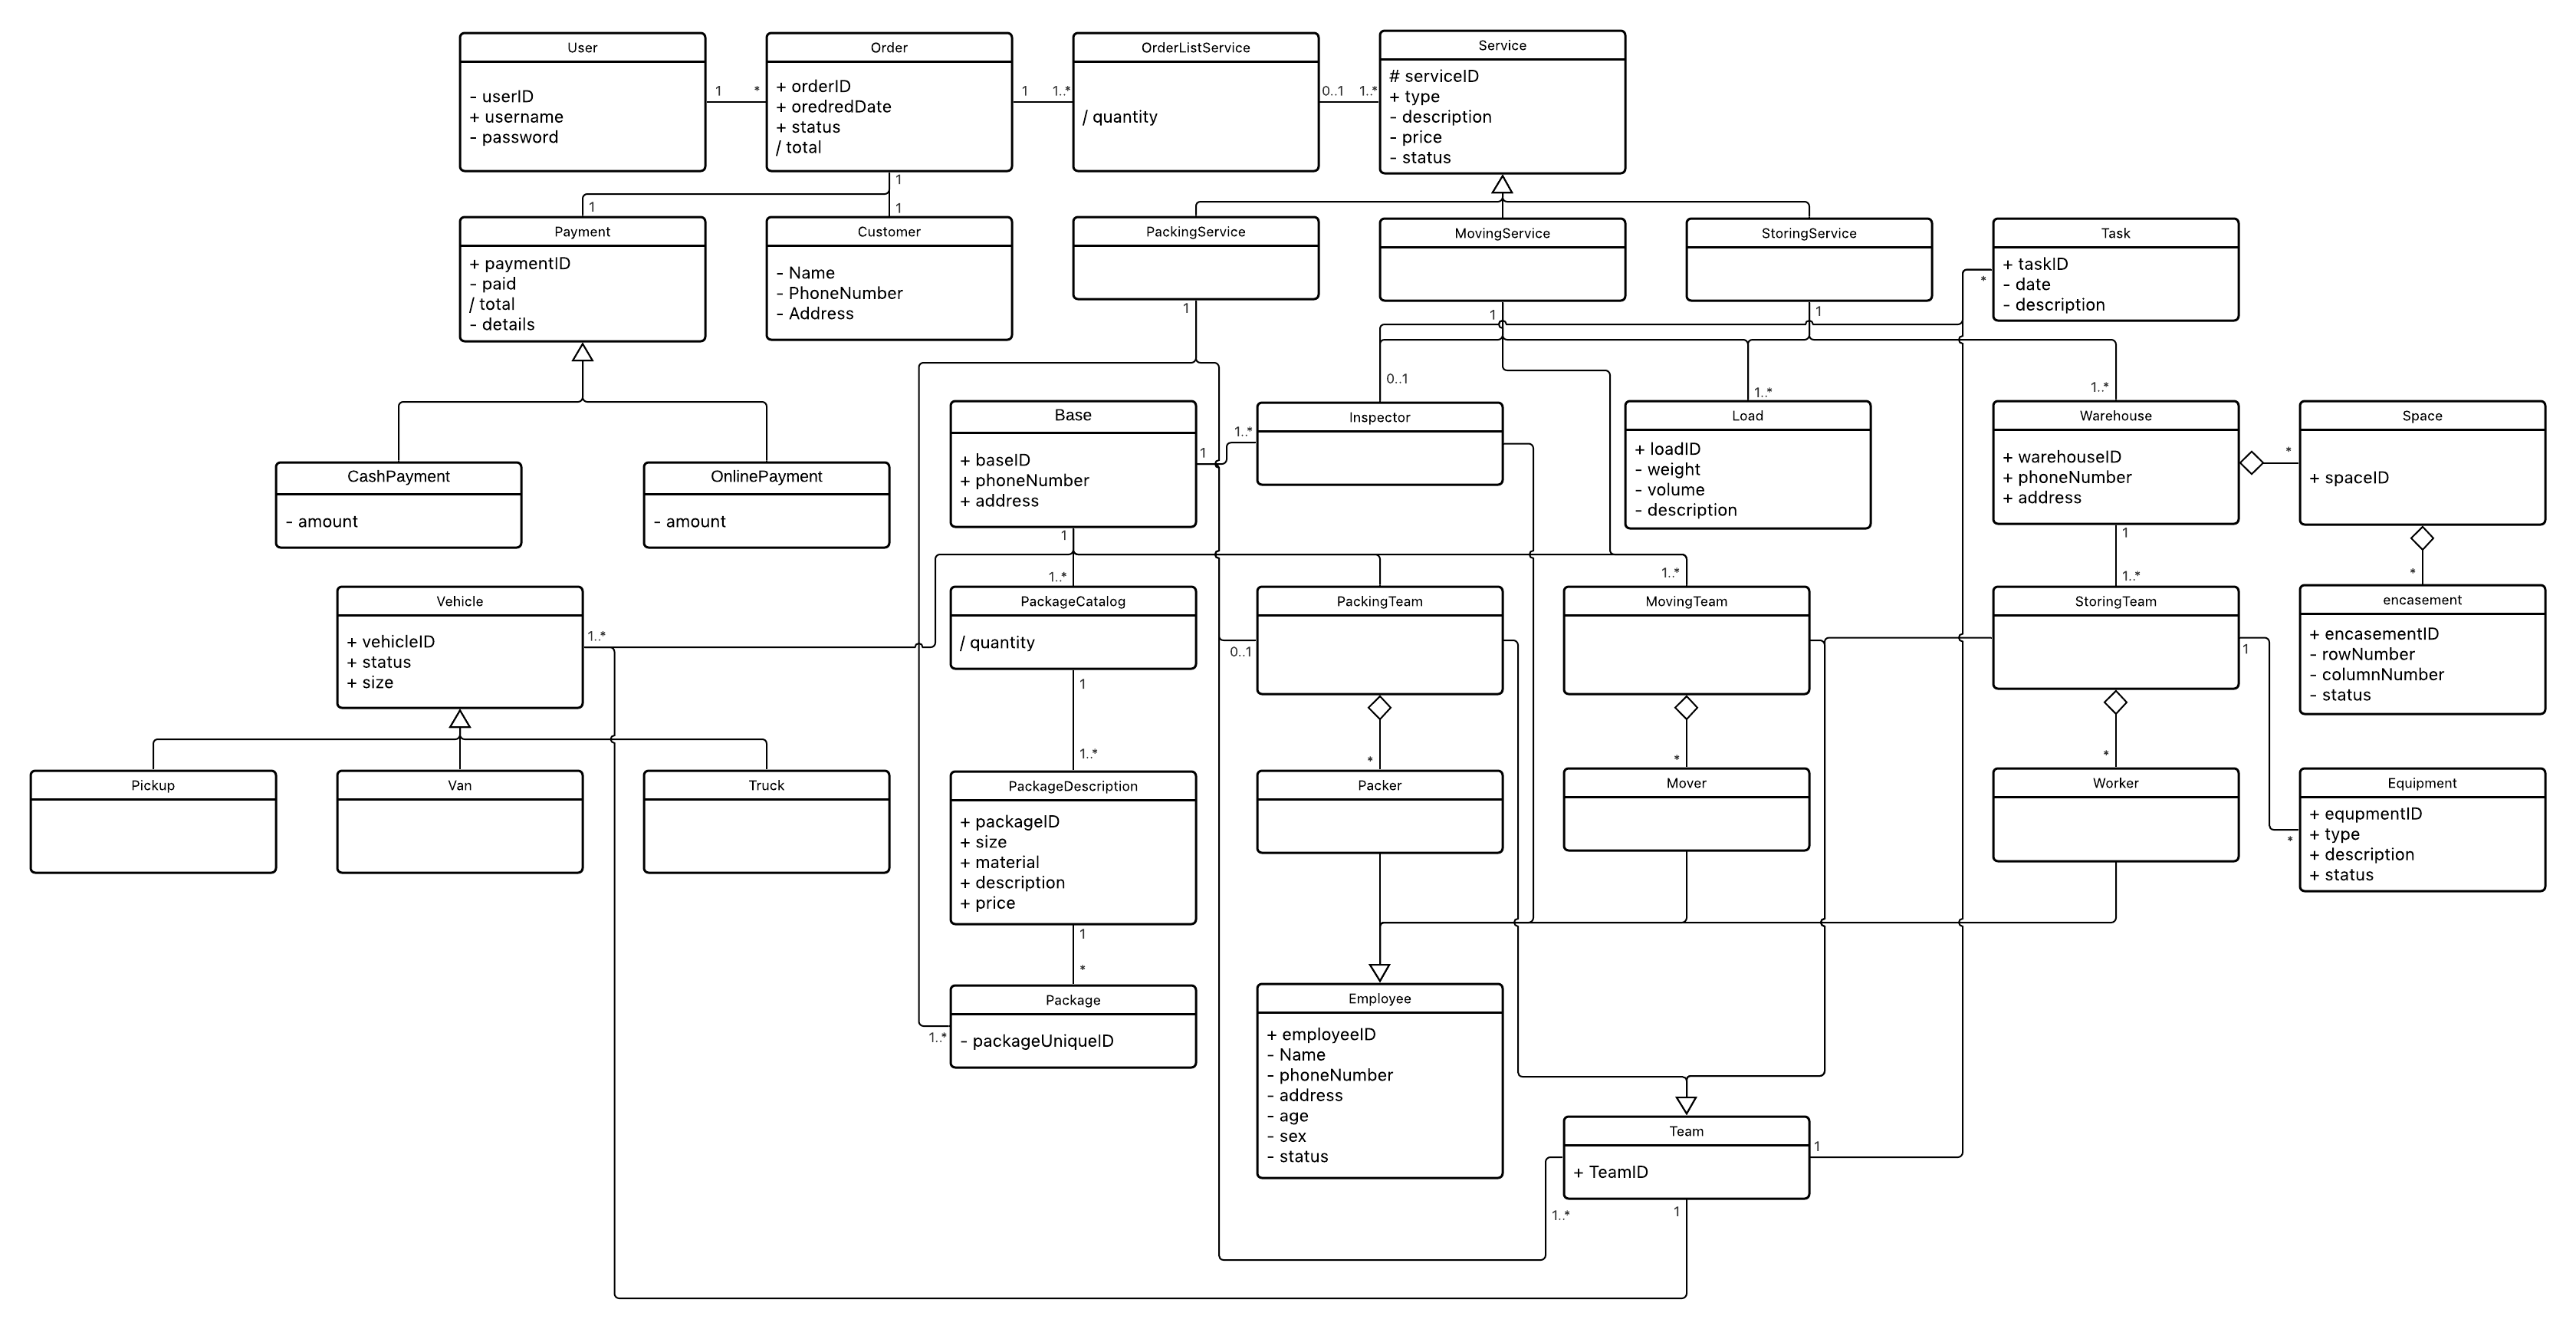 User
- userID
+ username
- password
1
*
Order
+ orderID
+ oredredDate
+ status
/ total
1
1..*
OrderListService
/ quantity
0..1
1..*
Service
# serviceID
+ type
- description
- price
- status
1
1
1
Payment
+ paymentID
- paid
/ total
- details
Customer
- Name
- PhoneNumber
- Address
PackingService
1
MovingService
1
StoringService
1
Task
+ taskID
- date
- description
*
0..1
1..*
1..*
CashPayment
- amount
OnlinePayment
- amount
Base
+ baseID
+ phoneNumber
+ address
1
1..*
Inspector
Load
+ loadID
- weight
- volume
- description
Warehouse
+ warehouseID
+ phoneNumber
+ address
*
Space
+ spaceID
1
1..*
1..*
1
1..*
*
Vehicle
+ vehicleID
+ status
+ size
1..*
PackageCatalog
/ quantity
1
1..*
PackingTeam
0..1
*
MovingTeam
*
StoringTeam
1
*
encasement
+ encasementID
- rowNumber
- columnNumber
- status
Pickup
Van
Truck
PackageDescription
+ packageID
+ size
+ material
+ description
+ price
Packer
Mover
Worker
Equipment
+ equpmentID
+ type
+ description
+ status
*
1
*
Package
- packageUniqueID
1..*
Employee
+ employeeID
- Name
- phoneNumber
- address
- age
- sex
- status
Team
+ TeamID
1
1..*
1